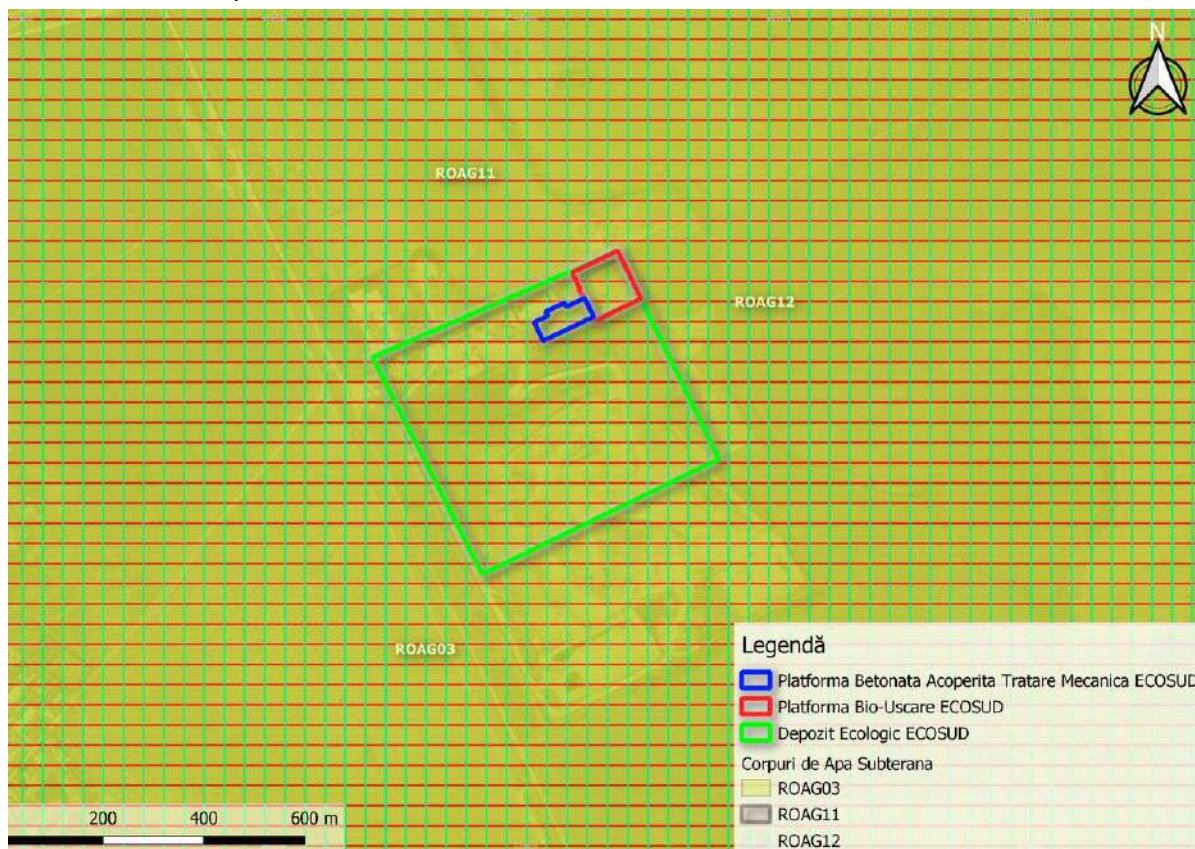 N
ROAG11
ROAG12
ROAG03
Legendă
Platforma Betonata Acoperita Tratare Mecanica ECOSUD
Platforma Bio-Uscare ECOSUD
Depozit Ecologic ECOSUD
Corpuri de Apa Subterana
ROAG03
ROAG11
ROAG12
200 400 600 m